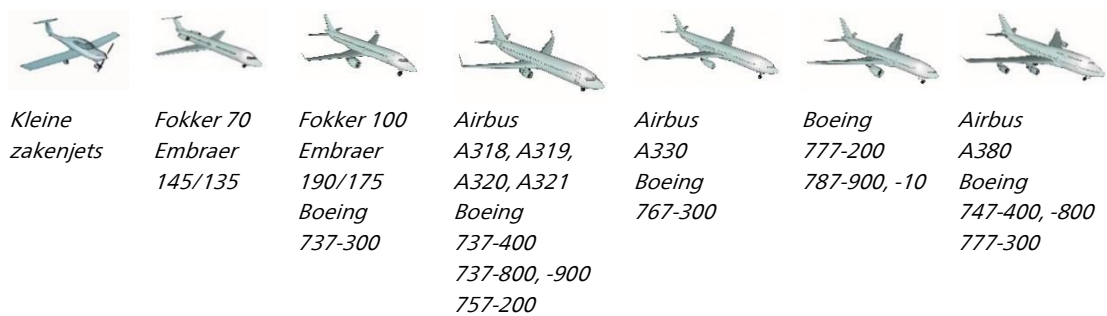 Kleine
zakenjets
Fokker 70
Embraer
145/135
Fokker 100
Embraer
190/175
Boeing
737-300
Airbus
A318, A319,
A320, A321
Boeing
737-400
737-800, -900
757-200
Airbus
A330
Boeing
767-300
Boeing
777-200
787-900, -10
Airbus
A380
Boeing
747-400, -800
777-300